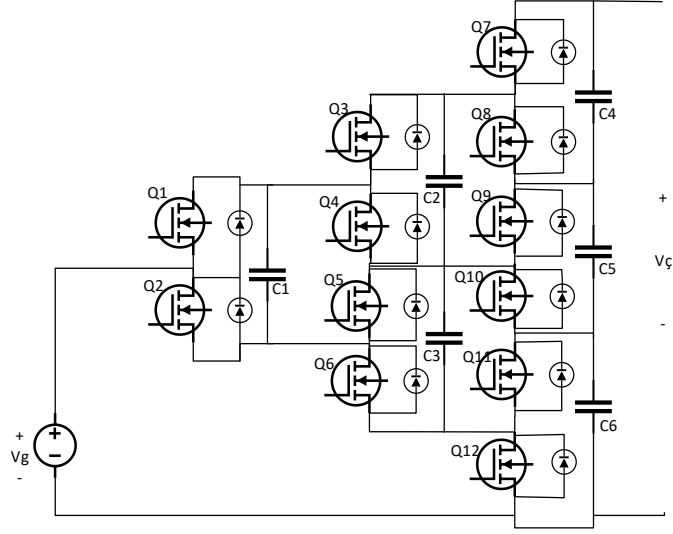 Q7
C4
Q3
Q8
Q1
Q4
C2
Q9
+
Q2
C1
Q5
Q10
C5
Vç
Q6
C3
Q11
-
C6
+
Vg
-
+
-
Q12